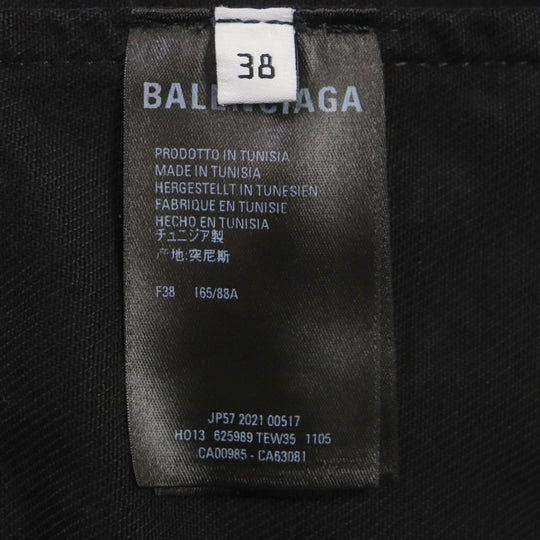 38
BALENCIAGA
PRODOTTO IN TUNISIA
MADE IN TUNISIA
HERGESTELLT IN TUNESIEN
FABRIQUE EN TUNISIE
HECHO EN TUNISIA
チュニジア製
产地:突尼斯
F38 165/88A
JP57 2021 00517
HO13 625989 TEW35 1105
CA00985 - CA63081